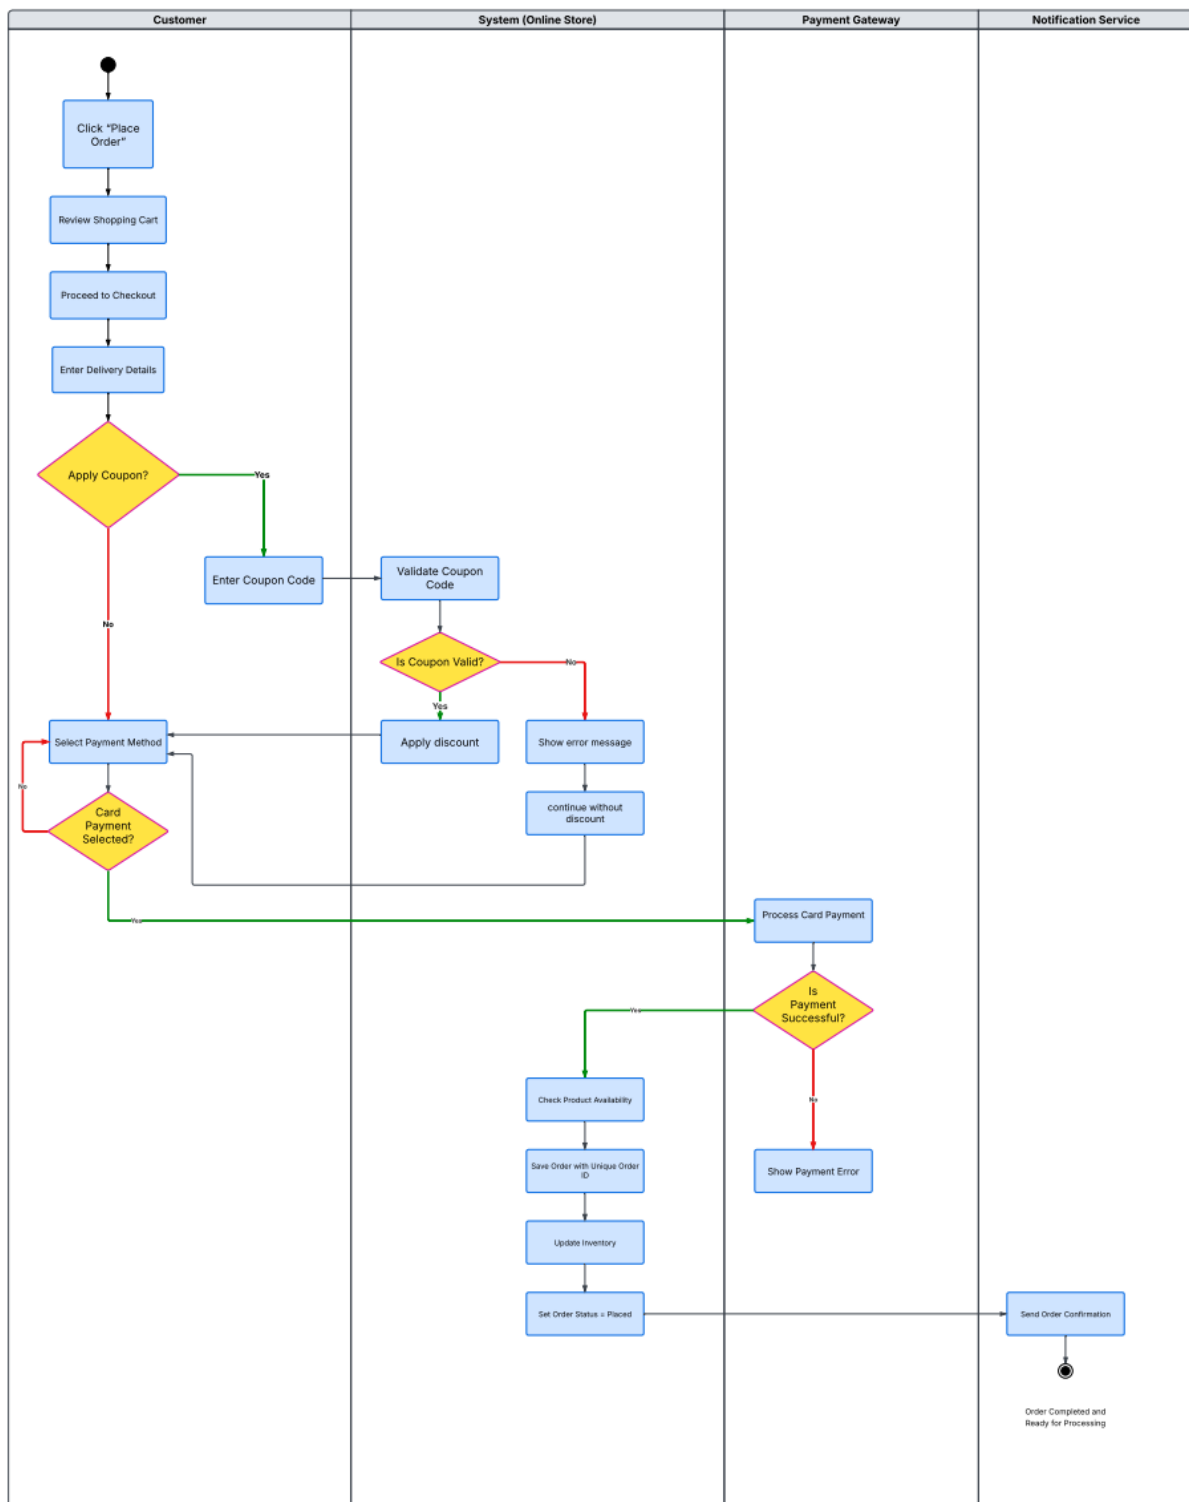 Customer
System (Online Store)
Payment Gateway
Notification Service
Click “Place
Order”
Review Shopping Cart
Proceed to Checkout
Enter Delivery Details
Apply Coupon?
Yes
Enter Coupon Code
Validate Coupon
Code
No
Is Coupon Valid?
No
Yes
Select Payment Method
Apply discount
Show error message
No
Card
Payment
Selected?
continue without
discount
Yes
Process Card Payment
Is
Payment
Successful?
Yes
No
Check Product Availability
Save Order with Unique Order
ID
Show Payment Error
Update Inventory
Set Order Status = Placed
Send Order Confirmation
Order Completed and
Ready for Processing